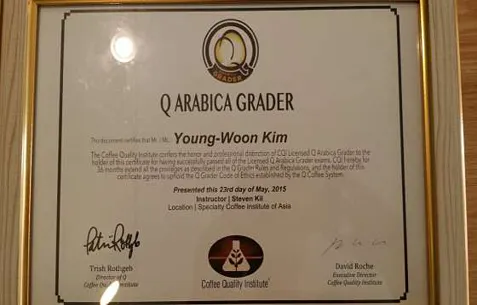 Q
GRADER
Q ARABICA GRADER
This document certifies that Mr. / Ms. Young-Woon Kim
The Coffee Quality Institute confers the honor and professional distinction of CQI Licensed Q Arabica Grader to the
holder of this certificate for having successfully passed all of the Licensed Q Arabica Grader exams. CQI hereby for
36 months extend all the privileges as described in the Q Grader Rules and Regulations, and the holder of this
certificate agrees to uphold the Q Grader Code of Ethics established by the Q Coffee System.
Presented this 23rd day of May, 2015
Instructor | Steven Kil
Location | Specialty Coffee Institute of Asia
Trish Rodigeb
Director of Q
Coffee Quality Institute
Coffee Quality Institute
David Roche
Executive Director
Coffee Quality Institute